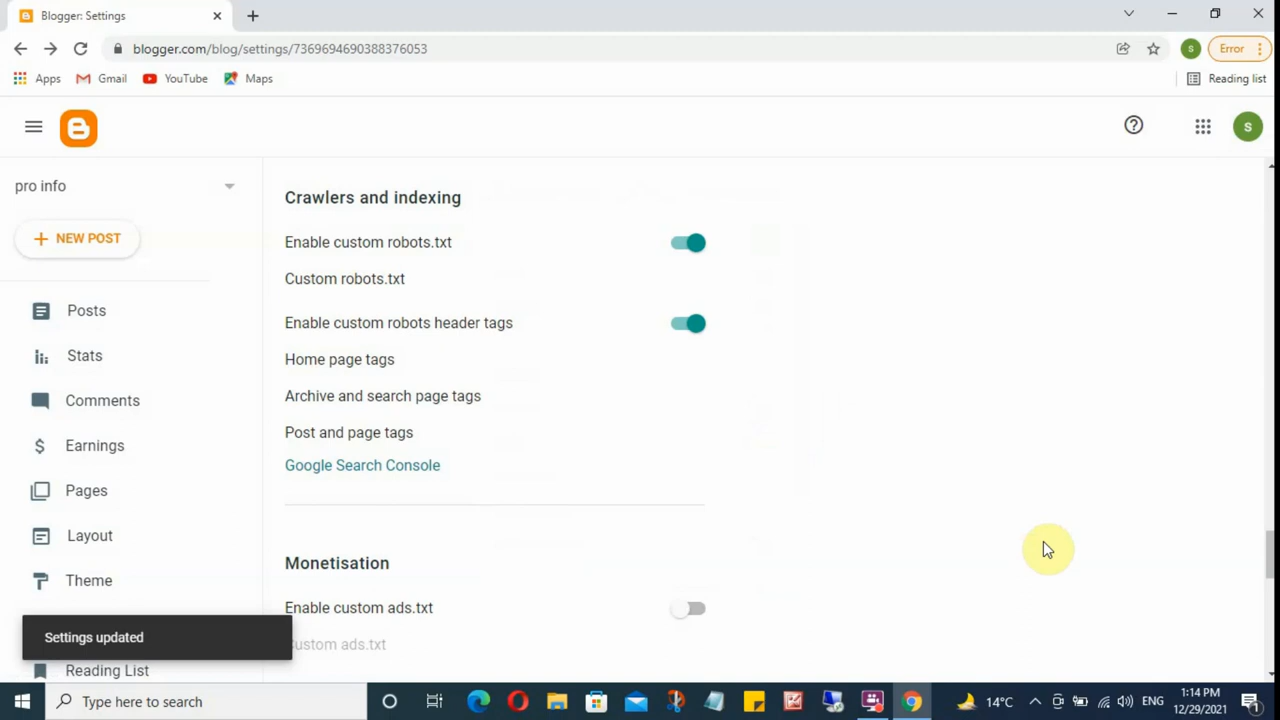 Blogger: Settings
blogger.com/blog/settings/7369694690388376053
Error
Apps
Gmail
YouTube
Maps
Reading list
S
pro info
NEW POST
Posts
Stats
Comments
Earnings
Pages
Layout
Theme
Settings updated
Reading List
Crawlers and indexing
Enable custom robots.txt
Custom robots.txt
Enable custom robots header tags
Home page tags
Archive and search page tags
Post and page tags
Google Search Console
Monetisation
Enable custom ads.txt
Custom ads.txt
Type here to search
14°C
ENG
1:14 PM
12/29/2021